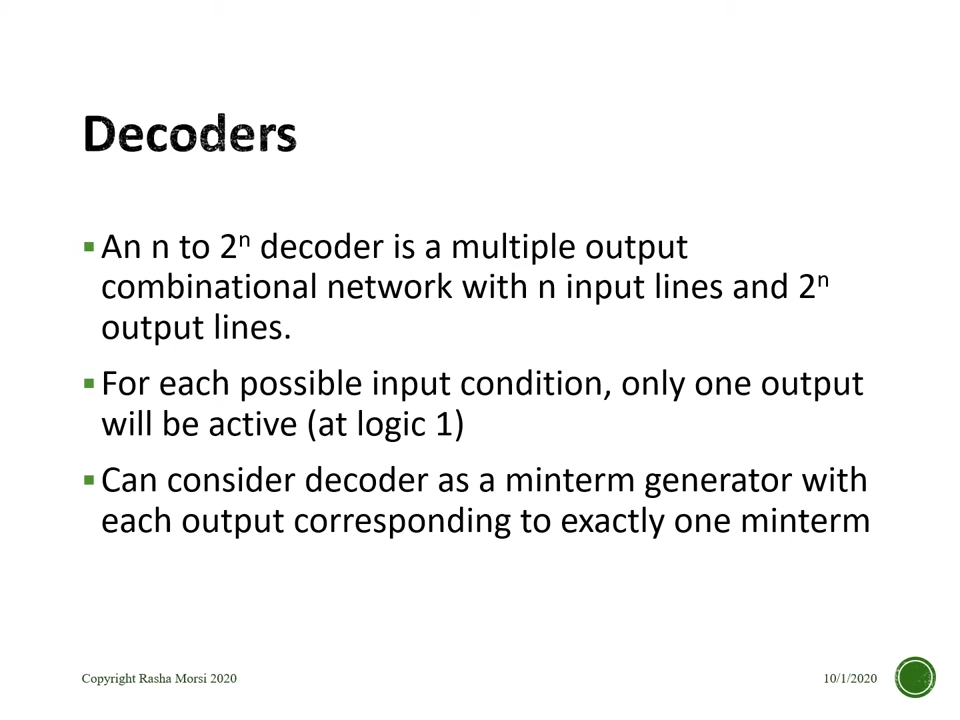 Decoders
▪ An n to 2ⁿ decoder is a multiple output
combinational network with n input lines and 2ⁿ
output lines.
▪ For each possible input condition, only one output
will be active (at logic 1)
▪ Can consider decoder as a minterm generator with
each output corresponding to exactly one minterm
Copyright Rasha Morsi 2020
10/1/2020